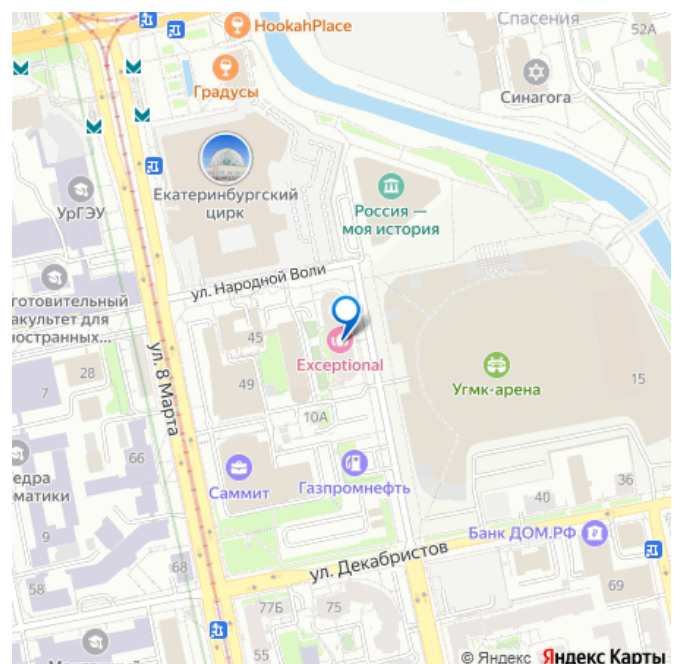 HookahPlace
Спасения
52А
Градусы
Синагога
Екатеринбургский
цирк
УрГЭУ
Россия —
моя история
ул. Народной Воли
готовительный
акультет для
ностранных...
45
Exceptional
ул. 8 Марта
28
49
7
Угмк-арена
15
10А
66
Саммит
Газпромнефть
едра
матики
36
40
Банк ДОМ.РФ
9
ул. Декабристов
68
58
69
77Б
75
55
© Яндекс Яндекс Карты